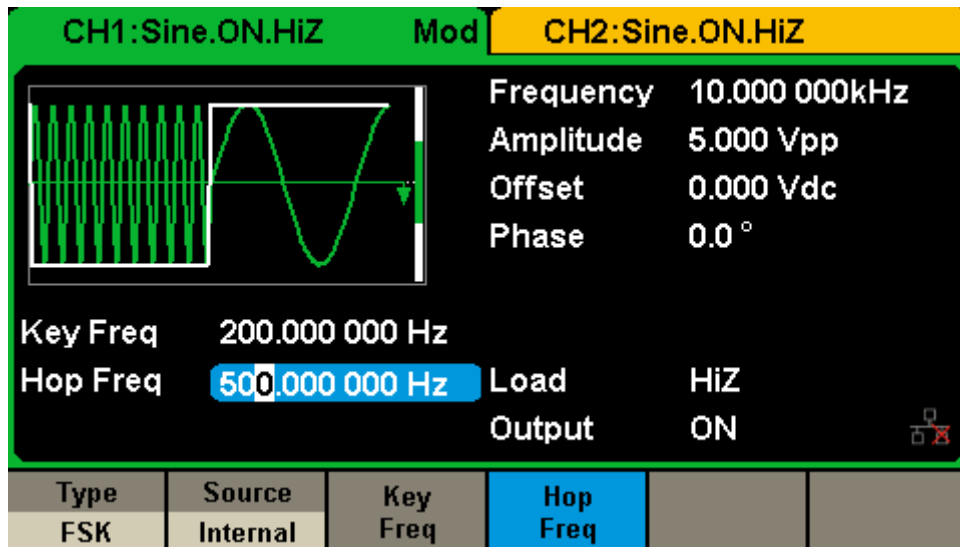 CH1:Sine.ON.HiZ Mod CH2:Sine.ON.HiZ
Frequency 10.000 000kHz
Amplitude 5.000 Vpp
Offset 0.000 Vdc
Phase 0.0 °
Key Freq 200.000 000 Hz
Hop Freq 500.000 000 Hz Load HiZ
Output ON
Type Source Key Hop
FSK Internal Freq Freq